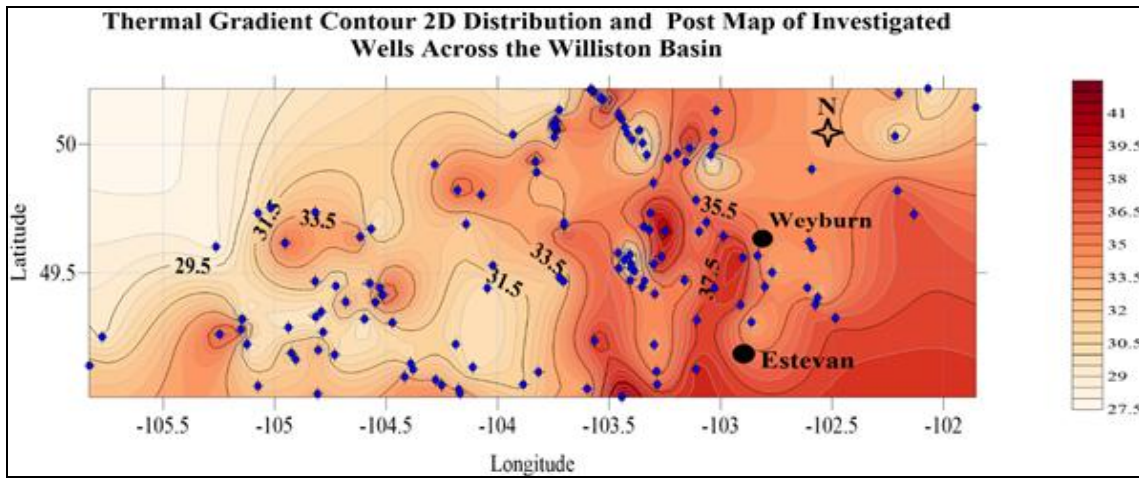 Thermal Gradient Contour 2D Distribution and Post Map of Investigated
Wells Across the Williston Basin
N
50
49.5
Latitude
31.5
33.5
29.5
31.5
33.5
35.5
37.5
Weyburn
Estevan
-105.5 -105 -104.5 -104 -103.5 -103 -102.5 -102
Longitude
41
39.5
38
36.5
35
33.5
32
30.5
29
27.5